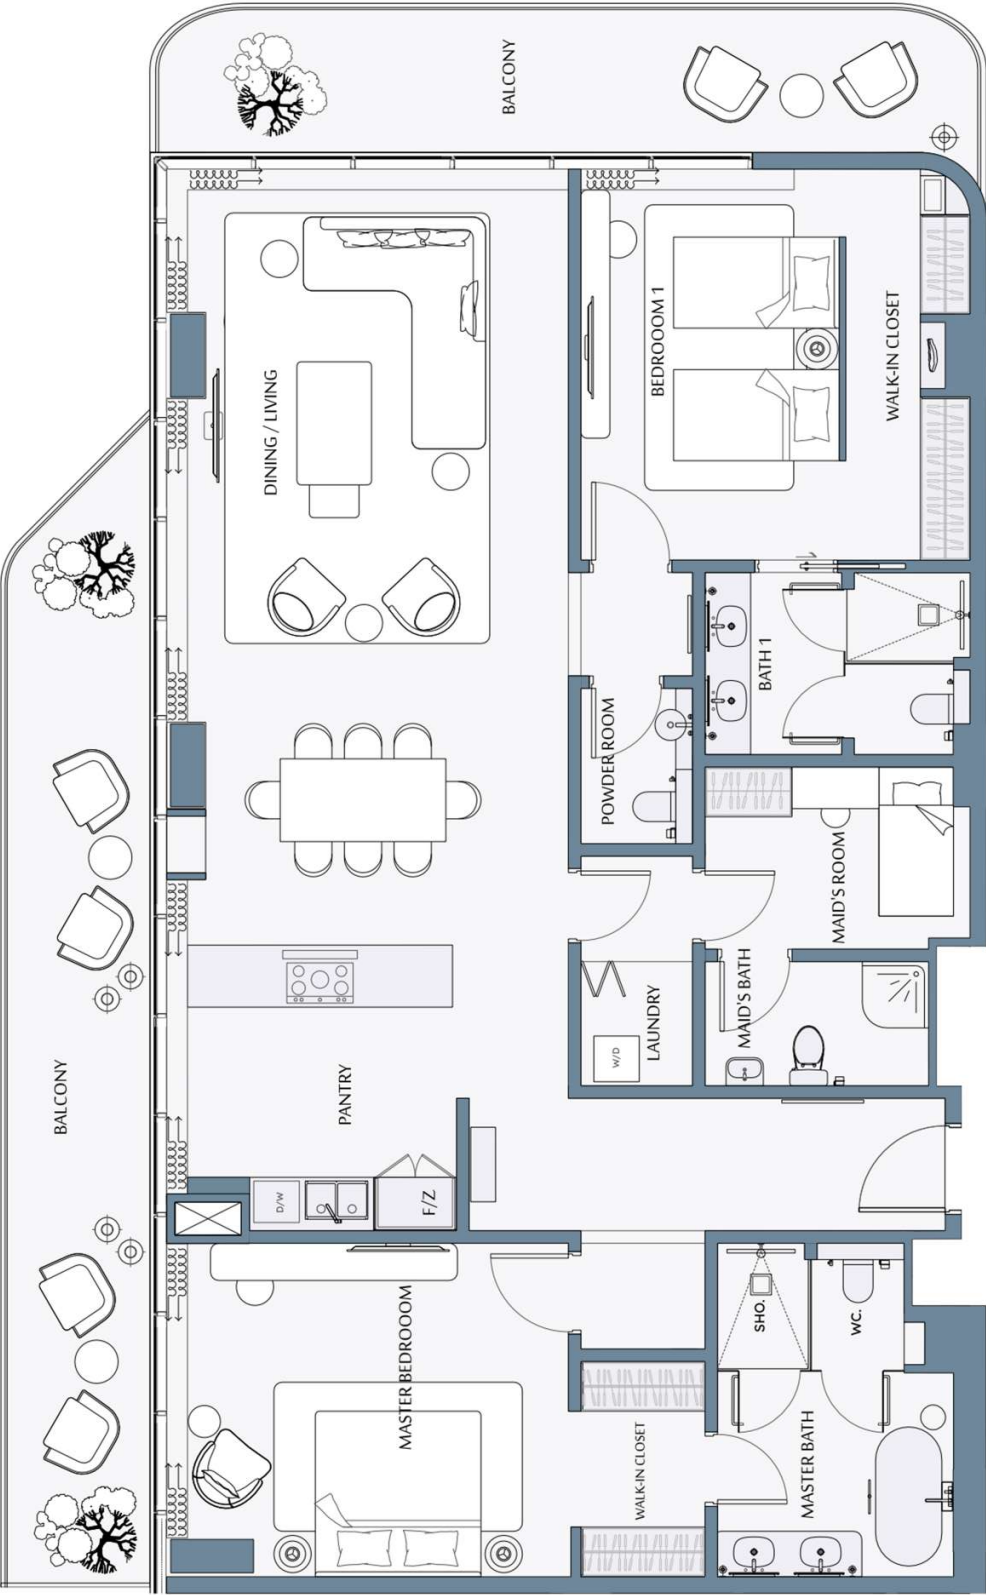 BALCONY
DINING / LIVING
BEDROOOM 1
WALK-IN CLOSET
BATH 1
POWDER ROOM
MAID'S ROOM
MAID'S BATH
LAUNDRY
W/D
BALCONY
PANTRY
D/W
F/Z
MASTER BEDROOOM
SHO.
WC.
WALK-IN CLOSET
MASTER BATH